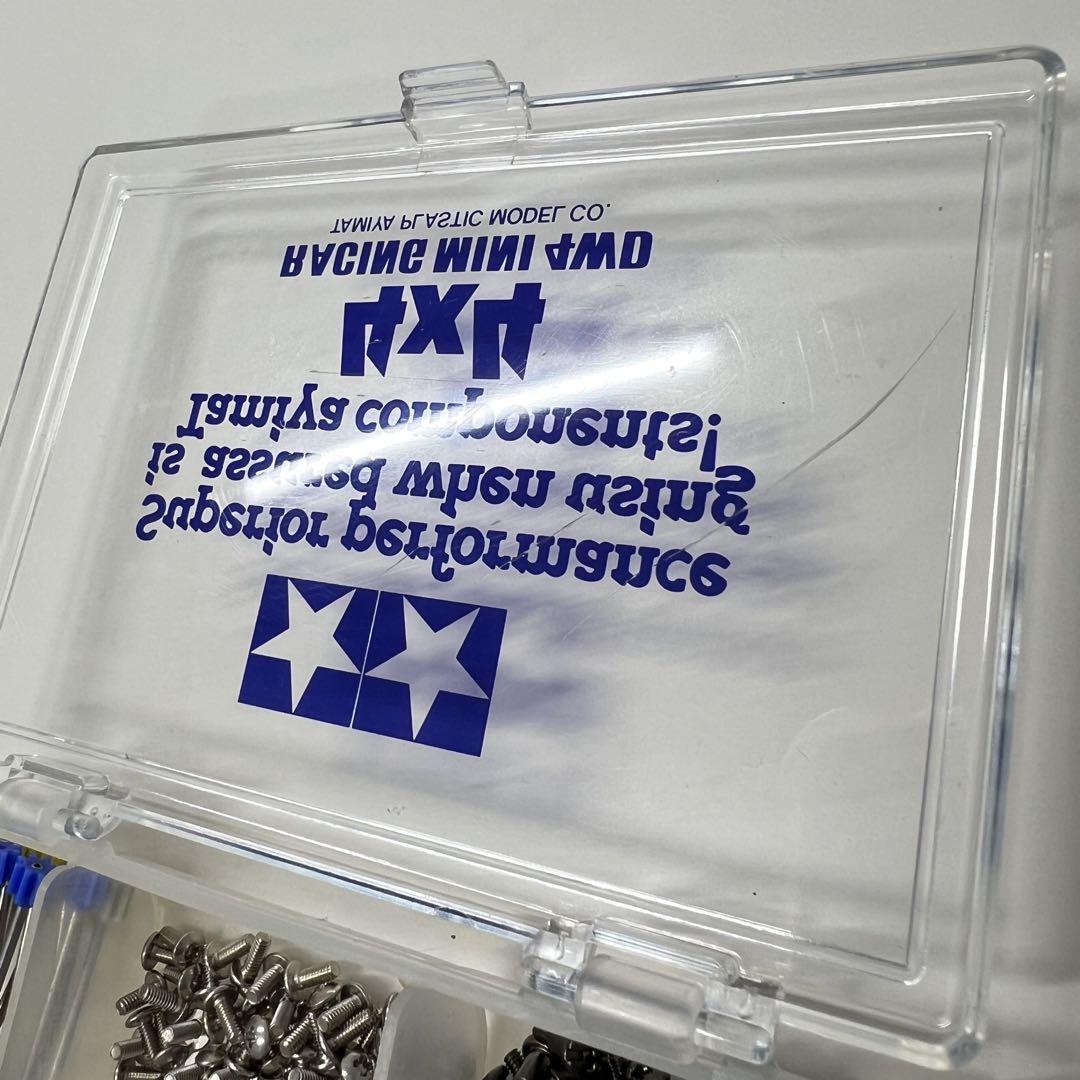 Superior performance
is assured when using
Tamiya components!
4x4
RACING MINI 4WD
TAMIYA PLASTIC MODEL CO.